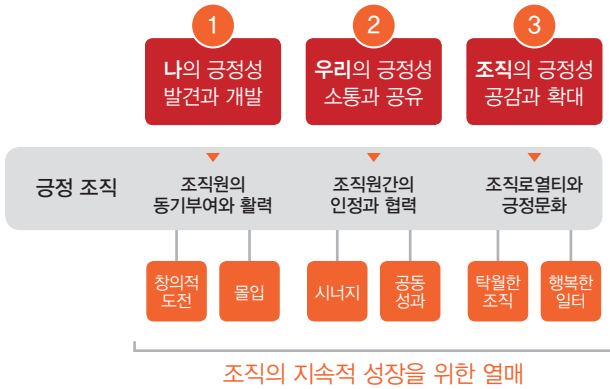 1
나의 긍정성
발견과 개발
2
우리의 긍정성
소통과 공유
3
조직의 긍정성
공감과 확대
긍정 조직
조직원의
동기부여와 활력
조직원간의
인정과 협력
조직로열티와
긍정문화
창의적
도전
몰입
시너지
공동
성과
탁월한
조직
행복한
일터
조직의 지속적 성장을 위한 열매